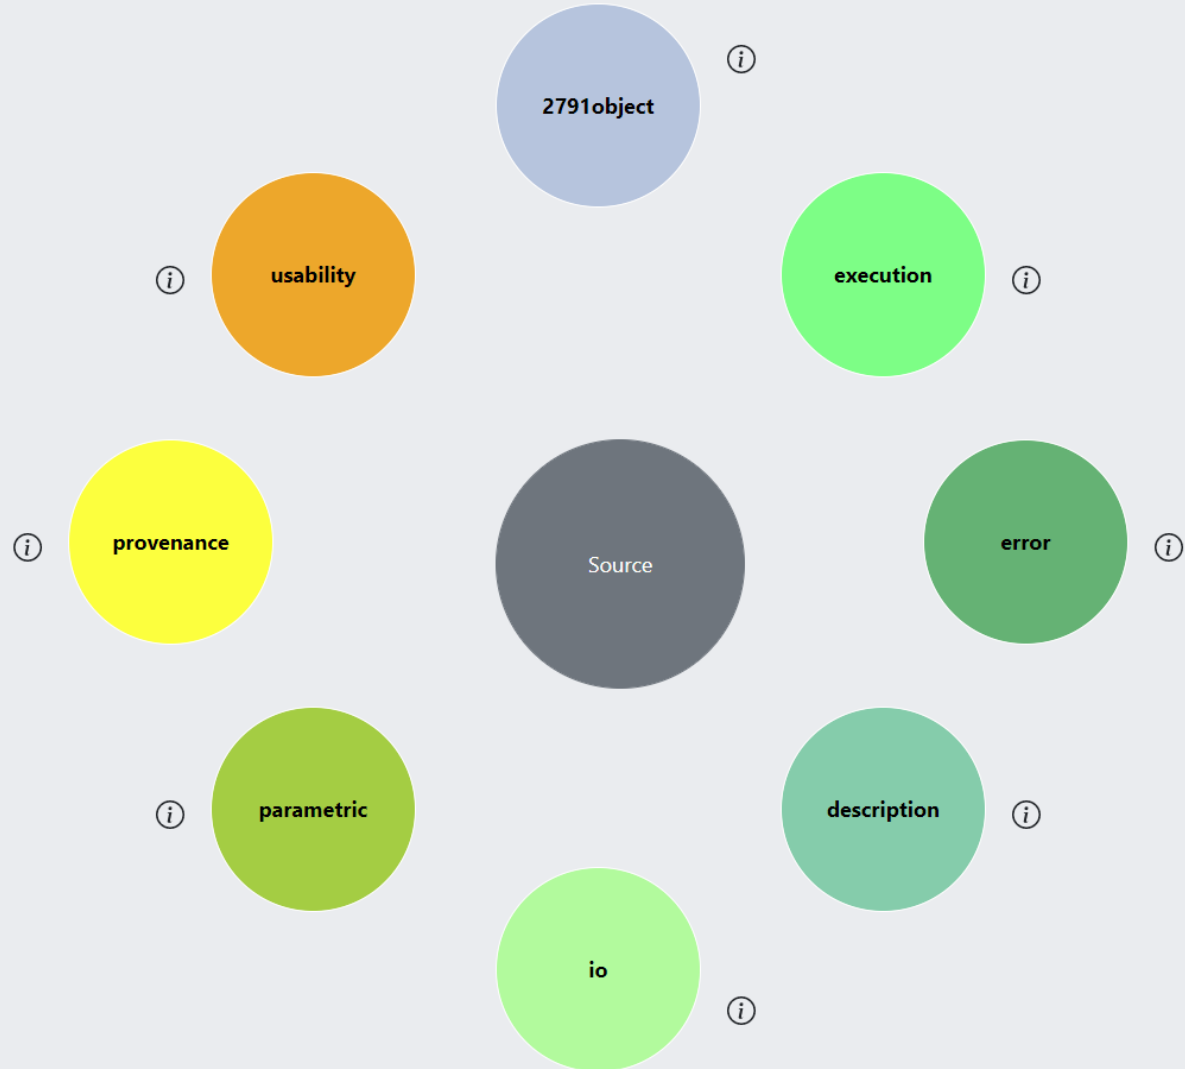 2791object
usability
execution
provenance
Source
error
parametric
description
io